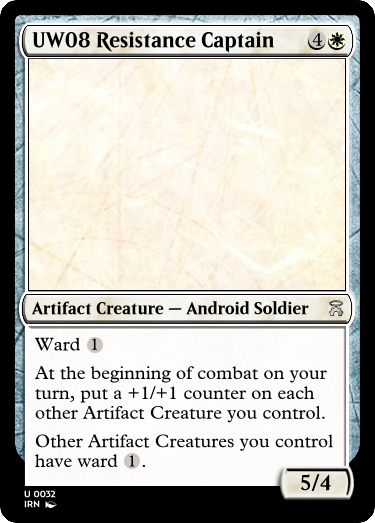 UW08 Resistance Captain 4
Artifact Creature — Android Soldier
Ward 1
At the beginning of combat on your
turn, put a +1/+1 counter on each
other Artifact Creature you control.
Other Artifact Creatures you control
have ward 1.
5/4
U 0032
IRN